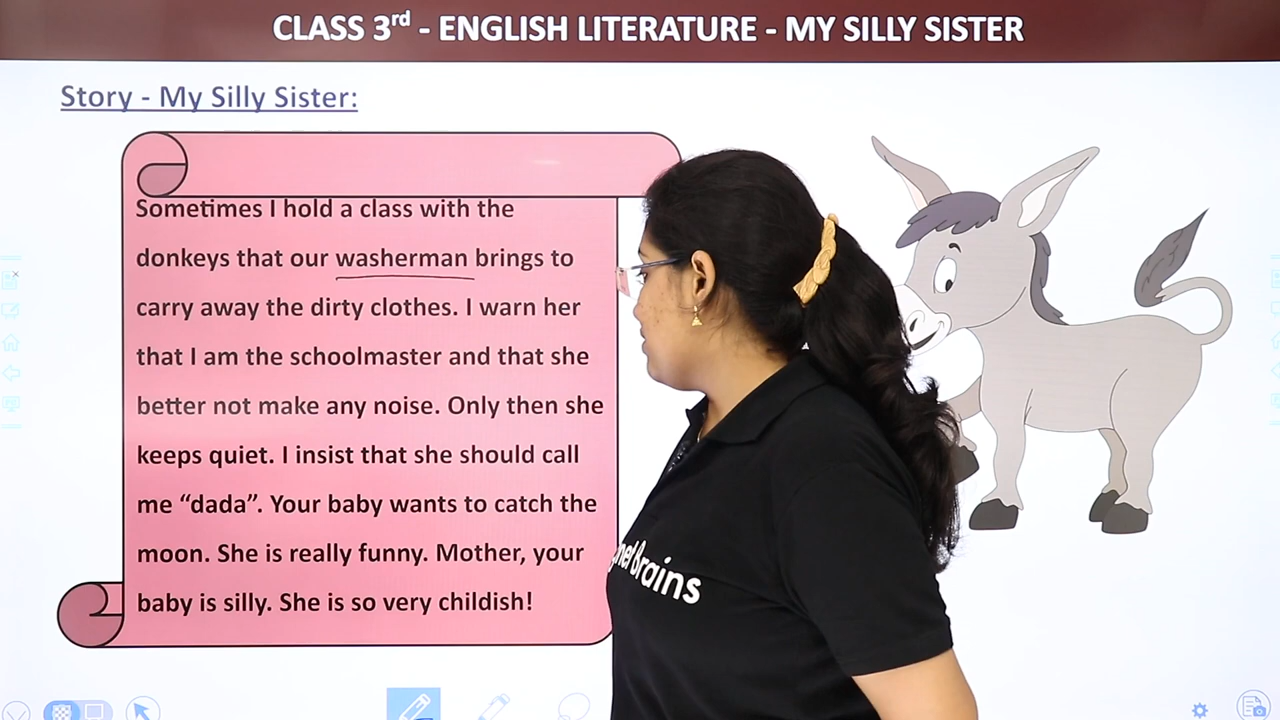 CLASS 3rd - ENGLISH LITERATURE - MY SILLY SISTER
Story - My Silly Sister:
Sometimes I hold a class with the
donkeys that our washerman brings to
carry away the dirty clothes. I warn her
that I am the schoolmaster and that she
better not make any noise. Only then she
keeps quiet. I insist that she should call
me “dada”. Your baby wants to catch the
moon. She is really funny. Mother, your
baby is silly. She is so very childish!
Brains